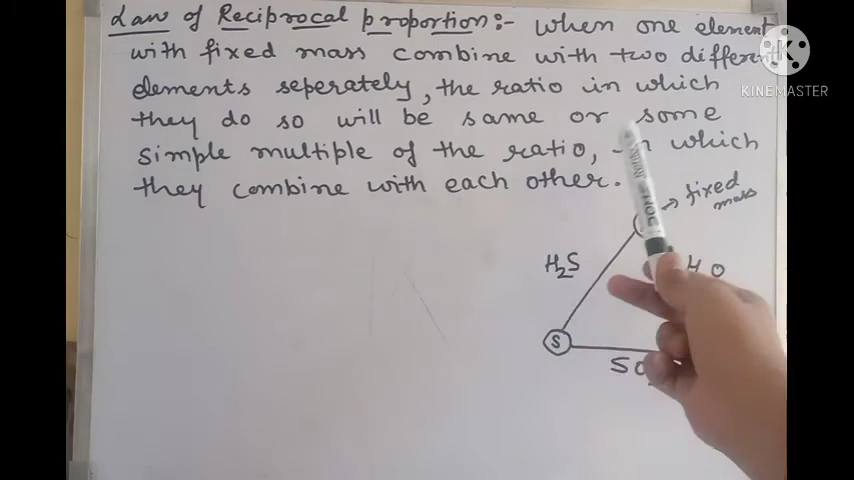 Law of Reciprocal proportion:- When one element
with fixed mass combine with two different
elements seperately, the ratio in which
they do so will be same or some
simple multiple of the ratio, in which
they combine with each other.
fixed
mass
H2S
S
SO
KINEMASTER